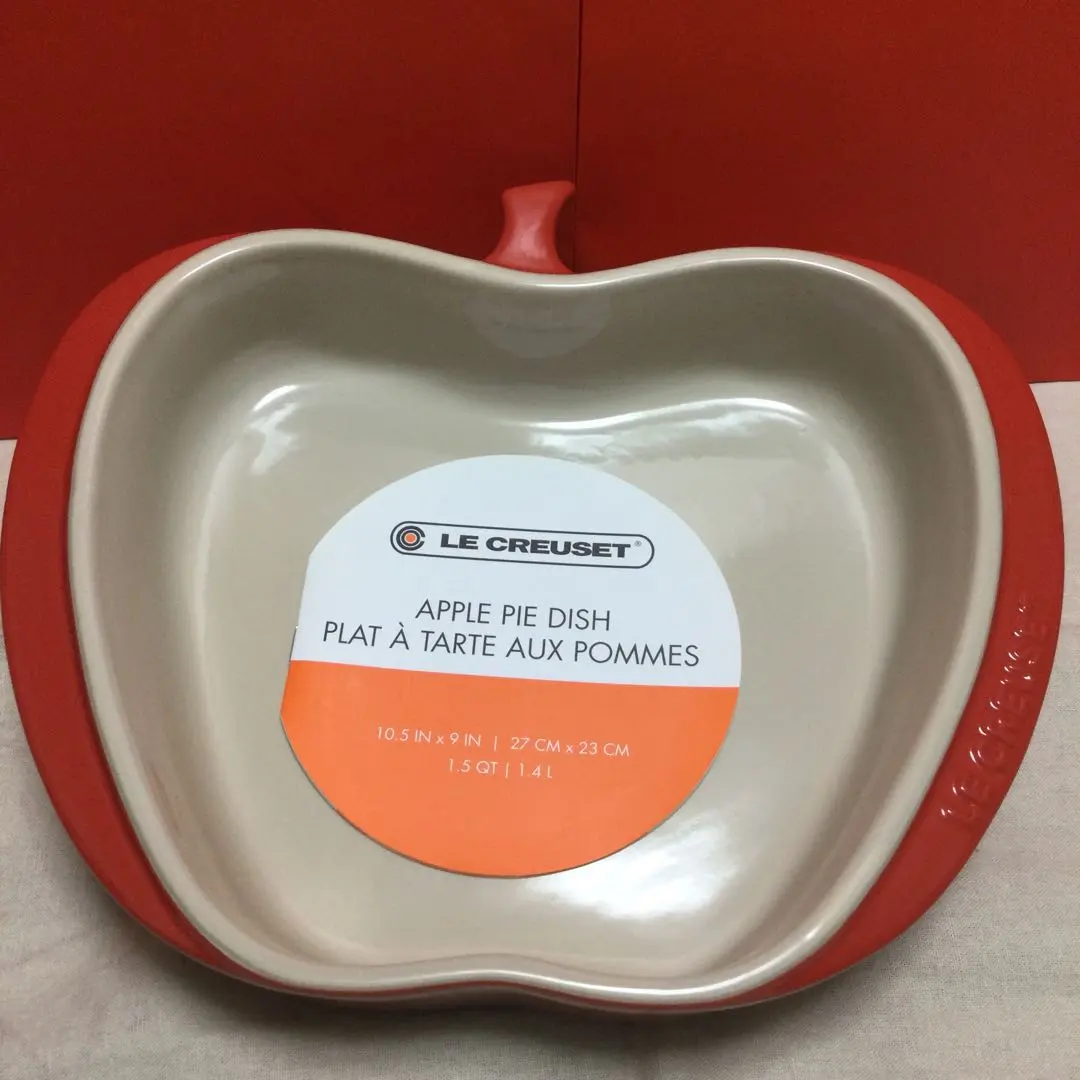 LE CREUSET®
APPLE PIE DISH
PLAT À TARTE AUX POMMES
10.5 IN x 9 IN | 27 CM x 23 CM
1.5 QT | 1.4 L
LE CREUSET